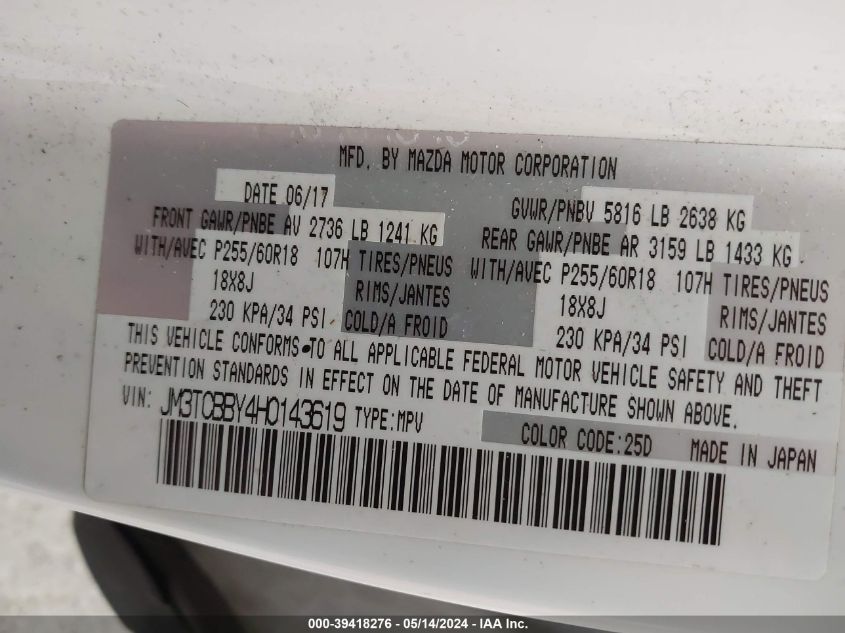 MFD. BY MAZDA MOTOR CORPORATION
DATE 06/17
GVWR/PNBV 5816 LB 2638 KG
FRONT GAWR/PNBE AV 2736 LB 1241 KG
REAR GAWR/PNBE AR 3159 LB 1433 KG
WITH/AVEC P255/60R18 107H TIRES/PNEUS
WITH/AVEC P255/60R18 107H TIRES/PNEUS
18X8J RIMS/JANTES
18X8J RIMS/JANTES
230 KPA/34 PSI COLD/A FROID
230 KPA/34 PSI COLD/A FROID
THIS VEHICLE CONFORMS TO ALL APPLICABLE FEDERAL MOTOR VEHICLE SAFETY AND THEFT
PREVENTION STANDARDS IN EFFECT ON THE DATE OF MANUFACTURE SHOWN ABOVE.
VIN: JM3TCBBY4H0143619 TYPE:MPV
COLOR CODE:25D MADE IN JAPAN
000-39418276 - 05/14/2024 - IAA Inc.